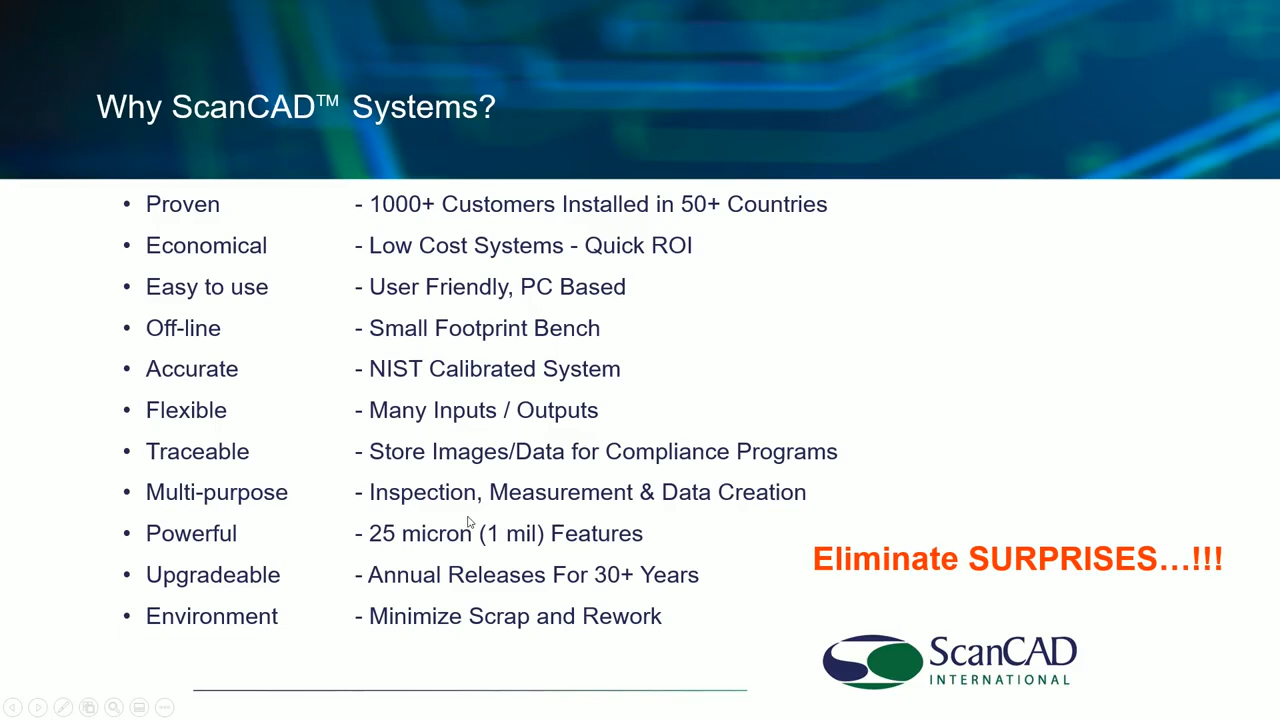 Why ScanCAD™ Systems?
• Proven - 1000+ Customers Installed in 50+ Countries
• Economical - Low Cost Systems - Quick ROI
• Easy to use - User Friendly, PC Based
• Off-line - Small Footprint Bench
• Accurate - NIST Calibrated System
• Flexible - Many Inputs / Outputs
• Traceable - Store Images/Data for Compliance Programs
• Multi-purpose - Inspection, Measurement & Data Creation
• Powerful - 25 micron (1 mil) Features
• Upgradeable - Annual Releases For 30+ Years
• Environment - Minimize Scrap and Rework
Eliminate SURPRISES…!!!
ScanCAD
INTERNATIONAL